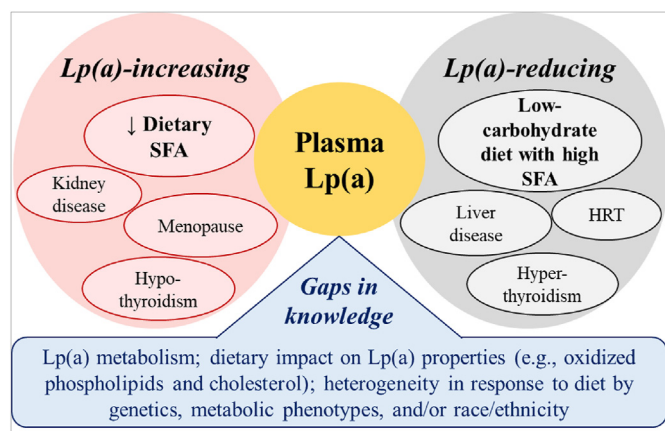 Lp(a)-increasing
↓ Dietary
SFA
Kidney
disease
Menopause
Hypo-
thyroidism
Plasma
Lp(a)
Lp(a)-reducing
Low-
carbohydrate
diet with high
SFA
Liver
disease
HRT
Hyper-
thyroidism
Gaps in
knowledge
Lp(a) metabolism; dietary impact on Lp(a) properties (e.g., oxidized
phospholipids and cholesterol); heterogeneity in response to diet by
genetics, metabolic phenotypes, and/or race/ethnicity